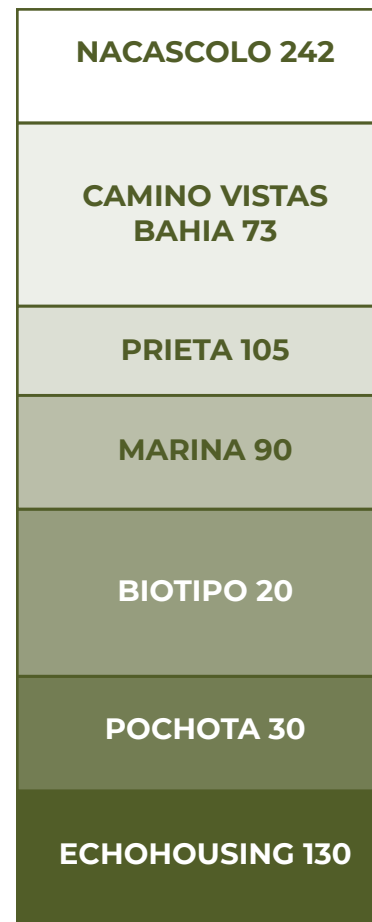 NACASCOLO 242
CAMINO VISTAS
BAHIA 73
PRIETA 105
MARINA 90
BIOTIPO 20
POCHOTA 30
ECHOHOUSING 130